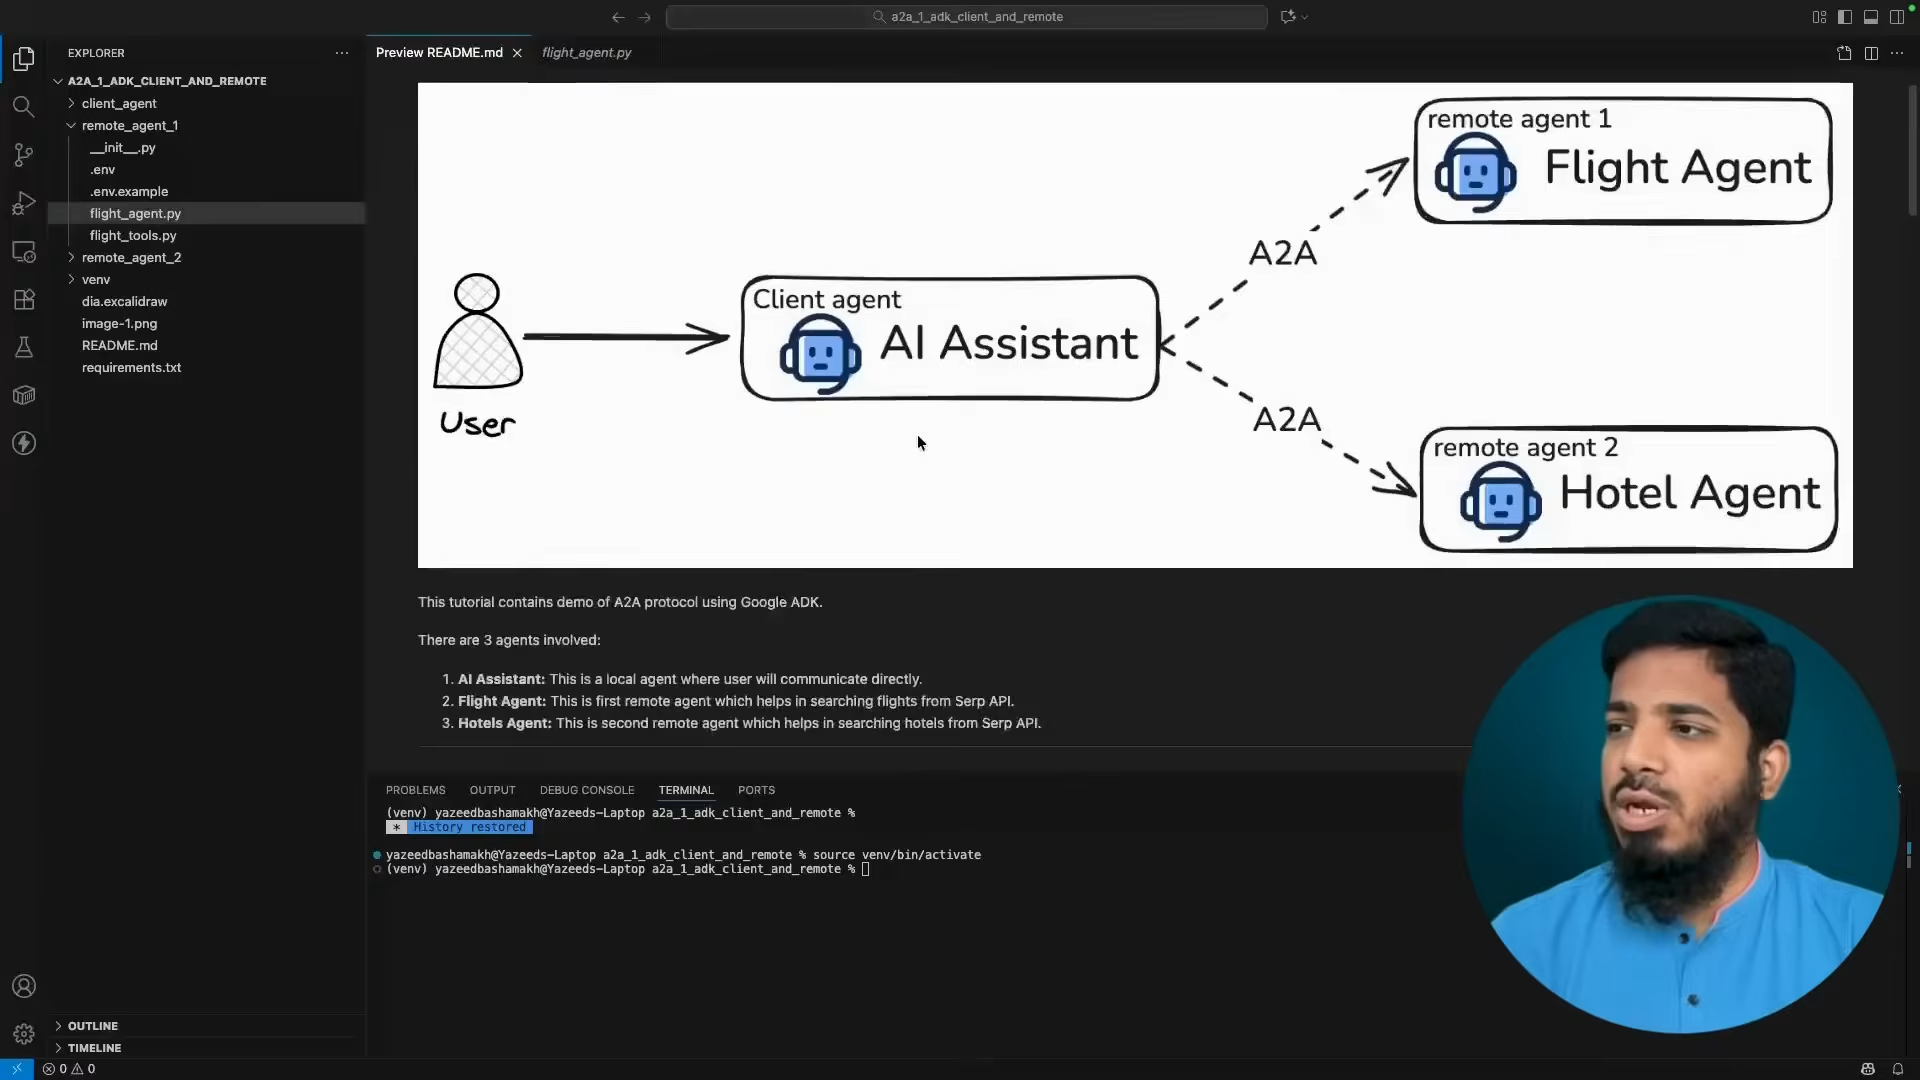 a2a_1_adk_client_and_remote
EXPLORER
Preview README.md
flight_agent.py
A2A_1_ADK_CLIENT_AND_REMOTE
client_agent
remote_agent_1
__init__.py
.env
.env.example
flight_agent.py
flight_tools.py
remote_agent_2
venv
dia.excalidraw
image-1.png
README.md
requirements.txt
OUTLINE
TIMELINE
User
Client agent
AI Assistant
A2A
A2A
remote agent 1
Flight Agent
remote agent 2
Hotel Agent
This tutorial contains demo of A2A protocol using Google ADK.
There are 3 agents involved:
1. AI Assistant: This is a local agent where user will communicate directly.
2. Flight Agent: This is first remote agent which helps in searching flights from Serp API.
3. Hotels Agent: This is second remote agent which helps in searching hotels from Serp API.
PROBLEMS OUTPUT DEBUG CONSOLE TERMINAL PORTS
(venv) yazeedbashamakh@Yazeeds-Laptop a2a_1_adk_client_and_remote %
* History restored
yazeedbashamakh@Yazeeds-Laptop a2a_1_adk_client_and_remote % source venv/bin/activate
(venv) yazeedbashamakh@Yazeeds-Laptop a2a_1_adk_client_and_remote %
0 0